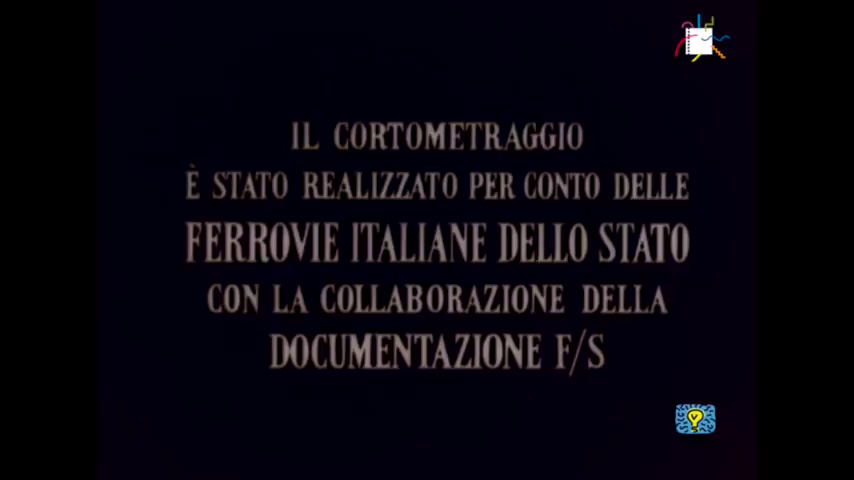 IL CORTOMETRAGGIO
È STATO REALIZZATO PER CONTO DELLE
FERROVIE ITALIANE DELLO STATO
CON LA COLLABORAZIONE DELLA
DOCUMENTAZIONE F/S